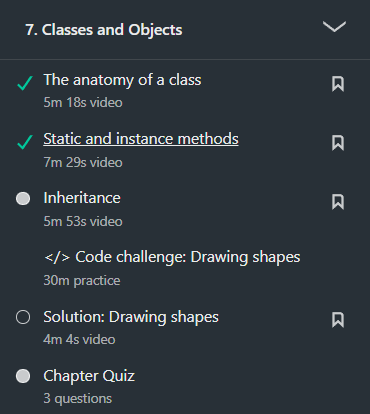 7. Classes and Objects
The anatomy of a class
5m 18s video
Static and instance methods
7m 29s video
Inheritance
5m 53s video
</> Code challenge: Drawing shapes
30m practice
Solution: Drawing shapes
4m 4s video
Chapter Quiz
3 questions